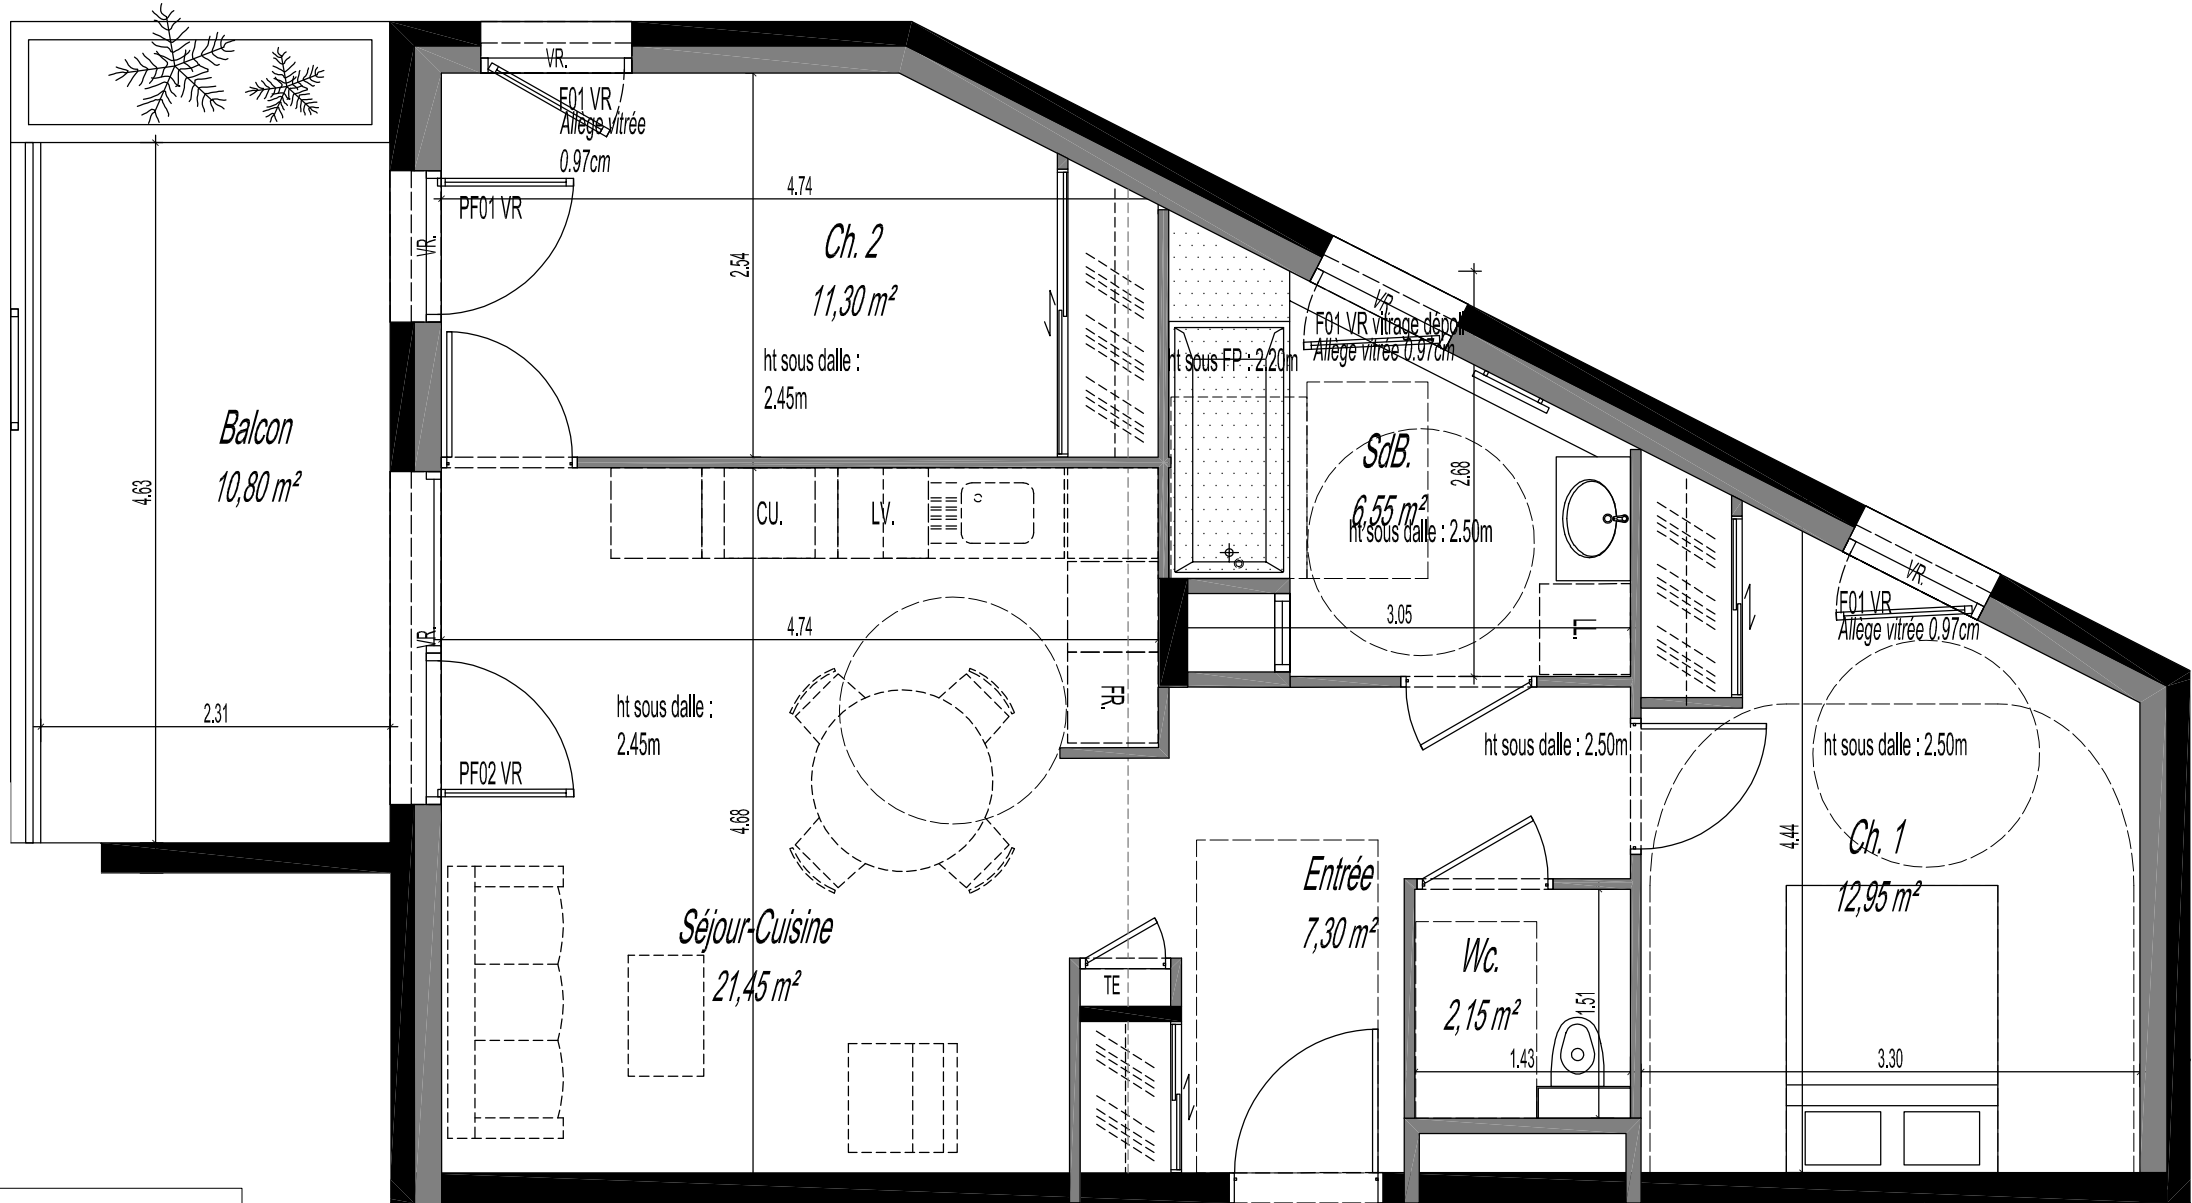 VR.
F01 VR
Allège vitrée
0.97cm
4.74
PF01 VR
VR.
Ch. 2
11,30 m²
2.54
ht sous dalle :
2.45m
VR.
F01 VR vitrage dépoli
Allège vitrée 0.97cm
ht sous FP : 2.20m
Balcon
10,80 m²
4.63
2.31
SdB.
6,55 m²
ht sous dalle : 2.50m
2.68
3.05
LL.
CU.
LV.
4.74
VR.
FR.
ht sous dalle :
2.45m
PF02 VR
4.68
VR.
F01 VR
Allège vitrée 0.97cm
ht sous dalle : 2.50m
ht sous dalle : 2.50m
4.44
Ch. 1
12,95 m²
Entrée
7,30 m²
Séjour-Cuisine
21,45 m²
TE
Wc.
2,15 m²
1.51
1.43
3.30